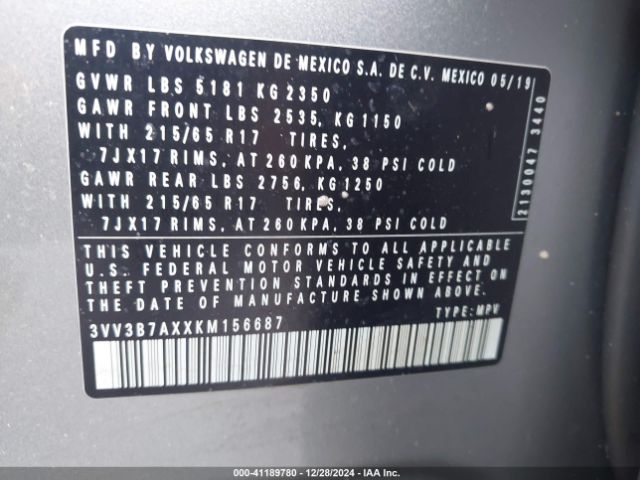 MFD BY VOLKSWAGEN DE MEXICO S.A. DE C.V. MEXICO 05/19
GVWR LBS 5181 KG 2350
GAWR FRONT LBS 2535, KG 1150
WITH 215/65 R17 TIRES,
7JX17 RIMS, AT 260 KPA, 38 PSI COLD
GAWR REAR LBS 2756, KG 1250
WITH 215/65 R17 TIRES,
7JX17 RIMS, AT 260 KPA, 38 PSI COLD
2130047 3440
THIS VEHICLE CONFORMS TO ALL APPLICABLE
U.S. FEDERAL MOTOR VEHICLE SAFETY AND
THEFT PREVENTION STANDARDS IN EFFECT ON
THE DATE OF MANUFACTURE SHOWN ABOVE.
3VV3B7AXXKM156687 TYPE: MPV
000-41189780 - 12/28/2024 - IAAI.com